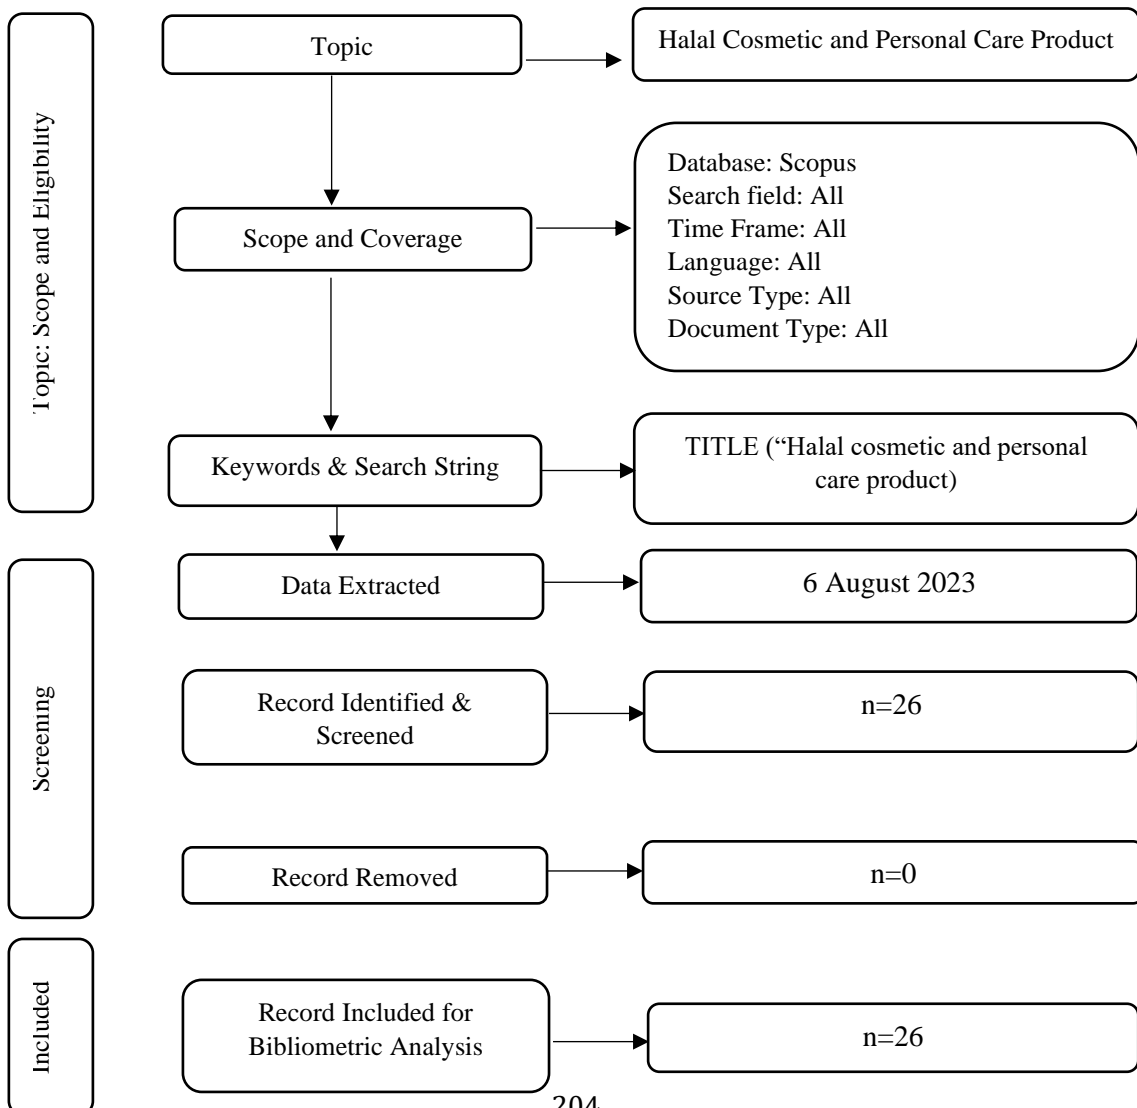 Topic: Scope and Eligibility
Topic
Halal Cosmetic and Personal Care Product
Scope and Coverage
Database: Scopus
Search field: All
Time Frame: All
Language: All
Source Type: All
Document Type: All
Keywords & Search String
TITLE (“Halal cosmetic and personal
care product)
Screening
Data Extracted
6 August 2023
Record Identified &
Screened
n=26
Record Removed
n=0
Included
Record Included for
Bibliometric Analysis
n=26
204